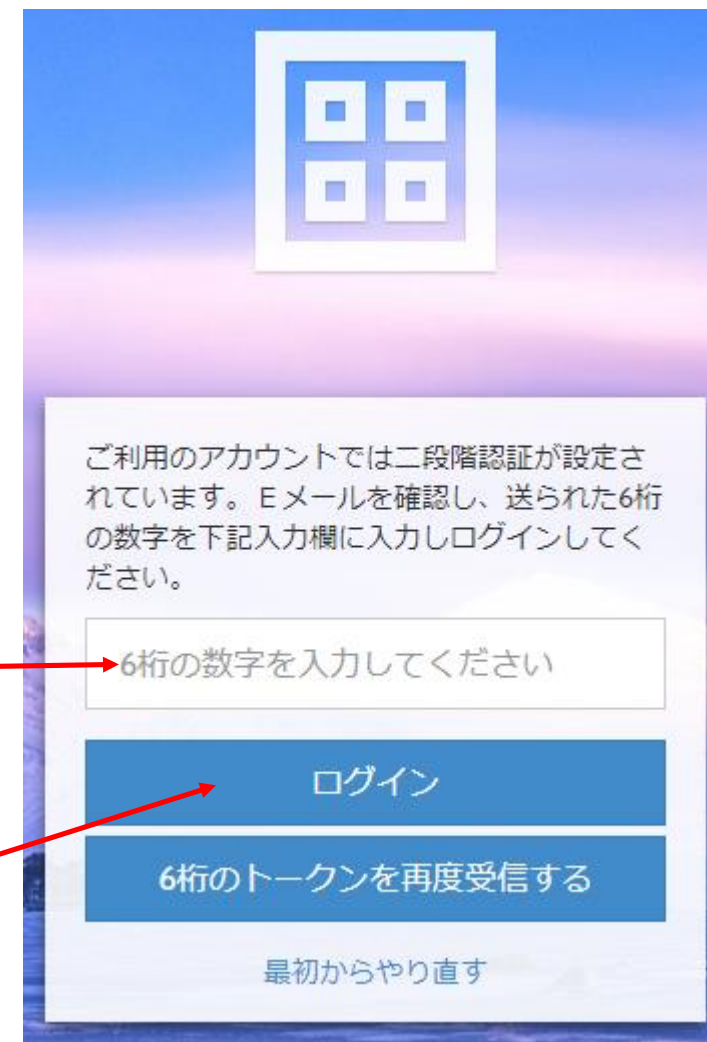 ご利用のアカウントでは二段階認証が設定さ
れています。Eメールを確認し、送られた6桁
の数字を下記入力欄に入力しログインしてく
ださい。
6桁の数字を入力してください
ログイン
6桁のトークンを再度受信する
最初からやり直す